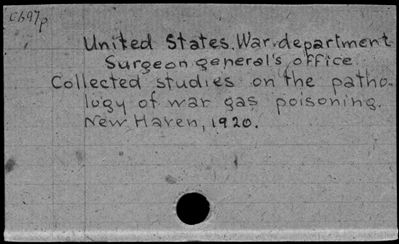 Ch97p
United States. War department
Surgeon general's office.
Collected studies on the patho-
logy of war gas poisoning.
New Haven, 1920.